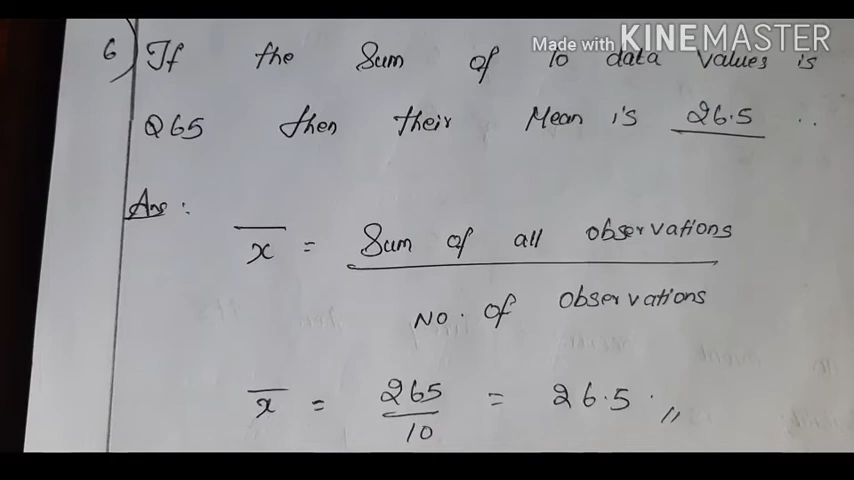 Made with KINEMASTER
6) If the Sum of 10 data values is
265 then their Mean is 26.5 ..
Ans :
x̅ = Sum of all observations
No. of observations
x̅ = 265/10 = 26.5 .,,